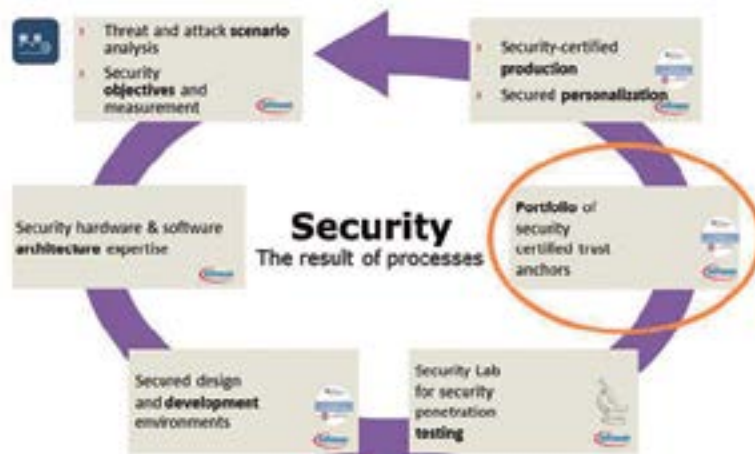 Threat and attack scenario
analysis
Security
objectives and
measurement
Security-certified
production
Secured personalization
Security hardware & software
architecture expertise
Security
The result of processes
Portfolio of
security
certified trust
anchors
Secured design
and development
environments
Security Lab
for security
penetration
testing